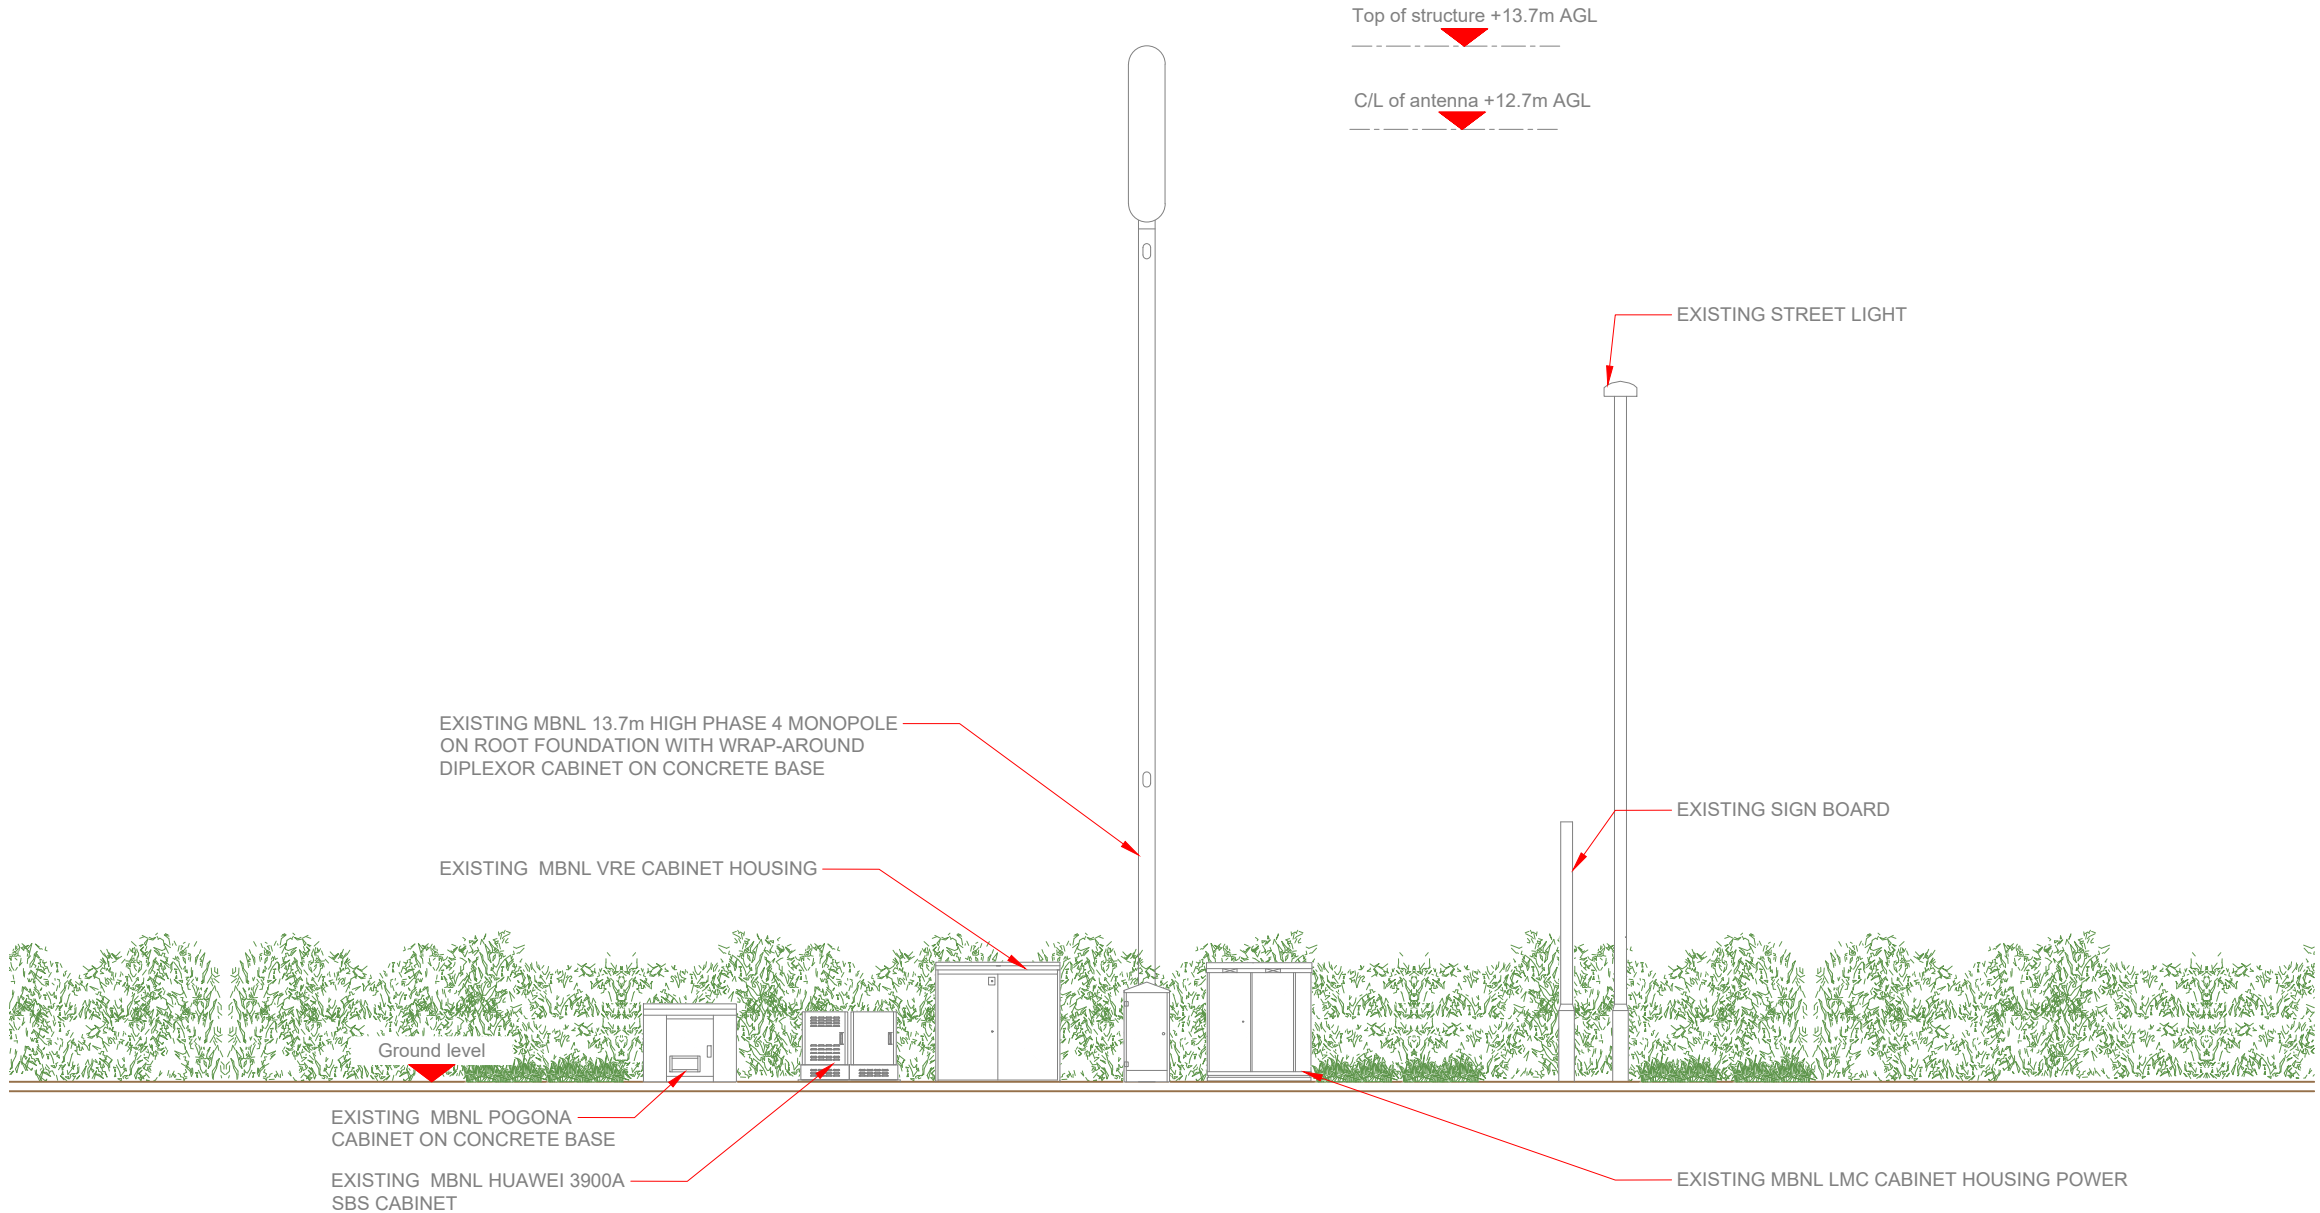 Top of structure +13.7m AGL
C/L of antenna +12.7m AGL
EXISTING STREET LIGHT
EXISTING MBNL 13.7m HIGH PHASE 4 MONOPOLE
ON ROOT FOUNDATION WITH WRAP-AROUND
DIPLEXOR CABINET ON CONCRETE BASE
EXISTING SIGN BOARD
EXISTING MBNL VRE CABINET HOUSING
Ground level
EXISTING MBNL POGONA
CABINET ON CONCRETE BASE
EXISTING MBNL HUAWEI 3900A
SBS CABINET
EXISTING MBNL LMC CABINET HOUSING POWER